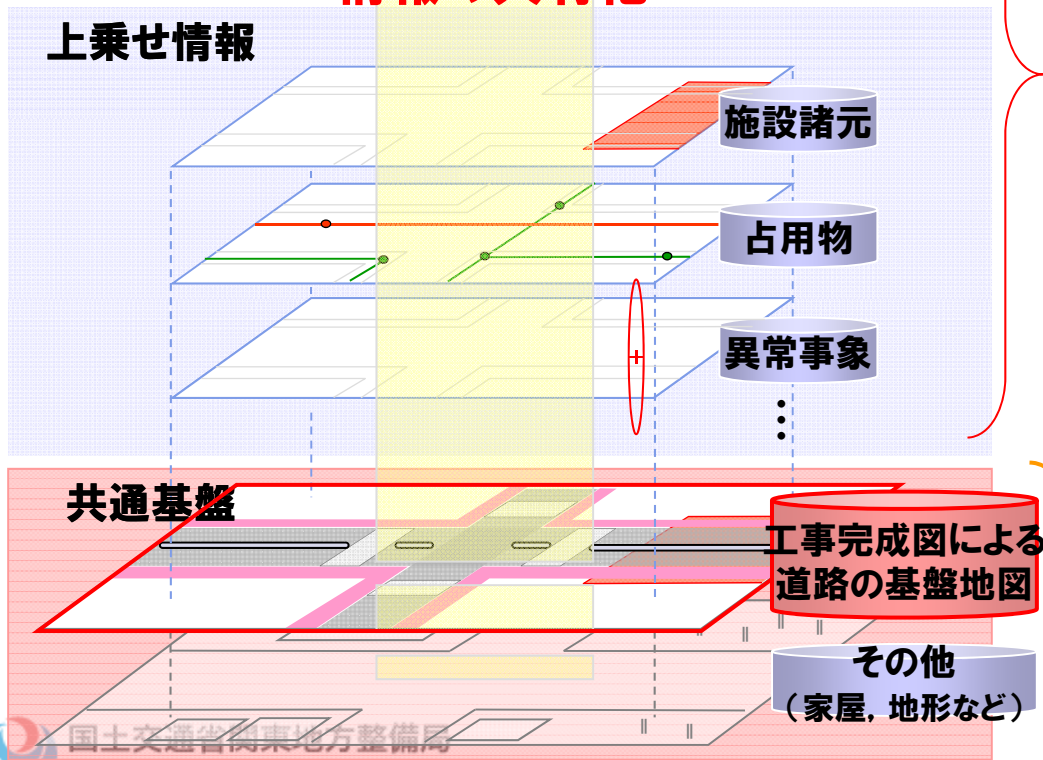 上乗せ情報
施設諸元
占用物
異常事象
共通基盤
工事完成図による
道路の基盤地図
その他
（家屋，地形など）
国土交通省関東地方整備局